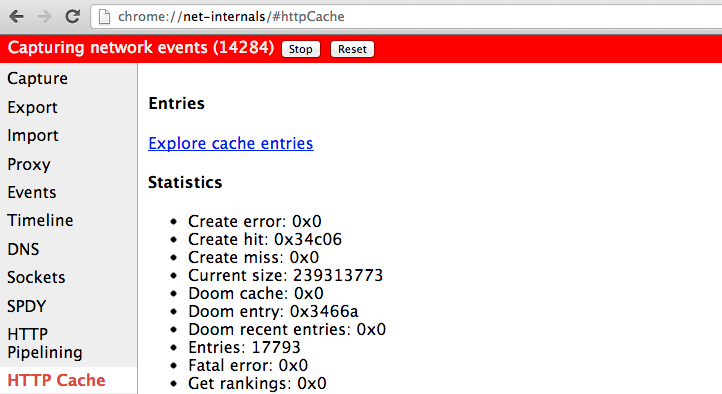 chrome://net-internals/#httpCache
Capturing network events (14284) Stop Reset
Capture
Export
Import
Proxy
Events
Timeline
DNS
Sockets
SPDY
HTTP
Pipelining
HTTP Cache
Entries
Explore cache entries
Statistics
• Create error: 0x0
• Create hit: 0x34c06
• Create miss: 0x0
• Current size: 239313773
• Doom cache: 0x0
• Doom entry: 0x3466a
• Doom recent entries: 0x0
• Entries: 17793
• Fatal error: 0x0
• Get rankings: 0x0